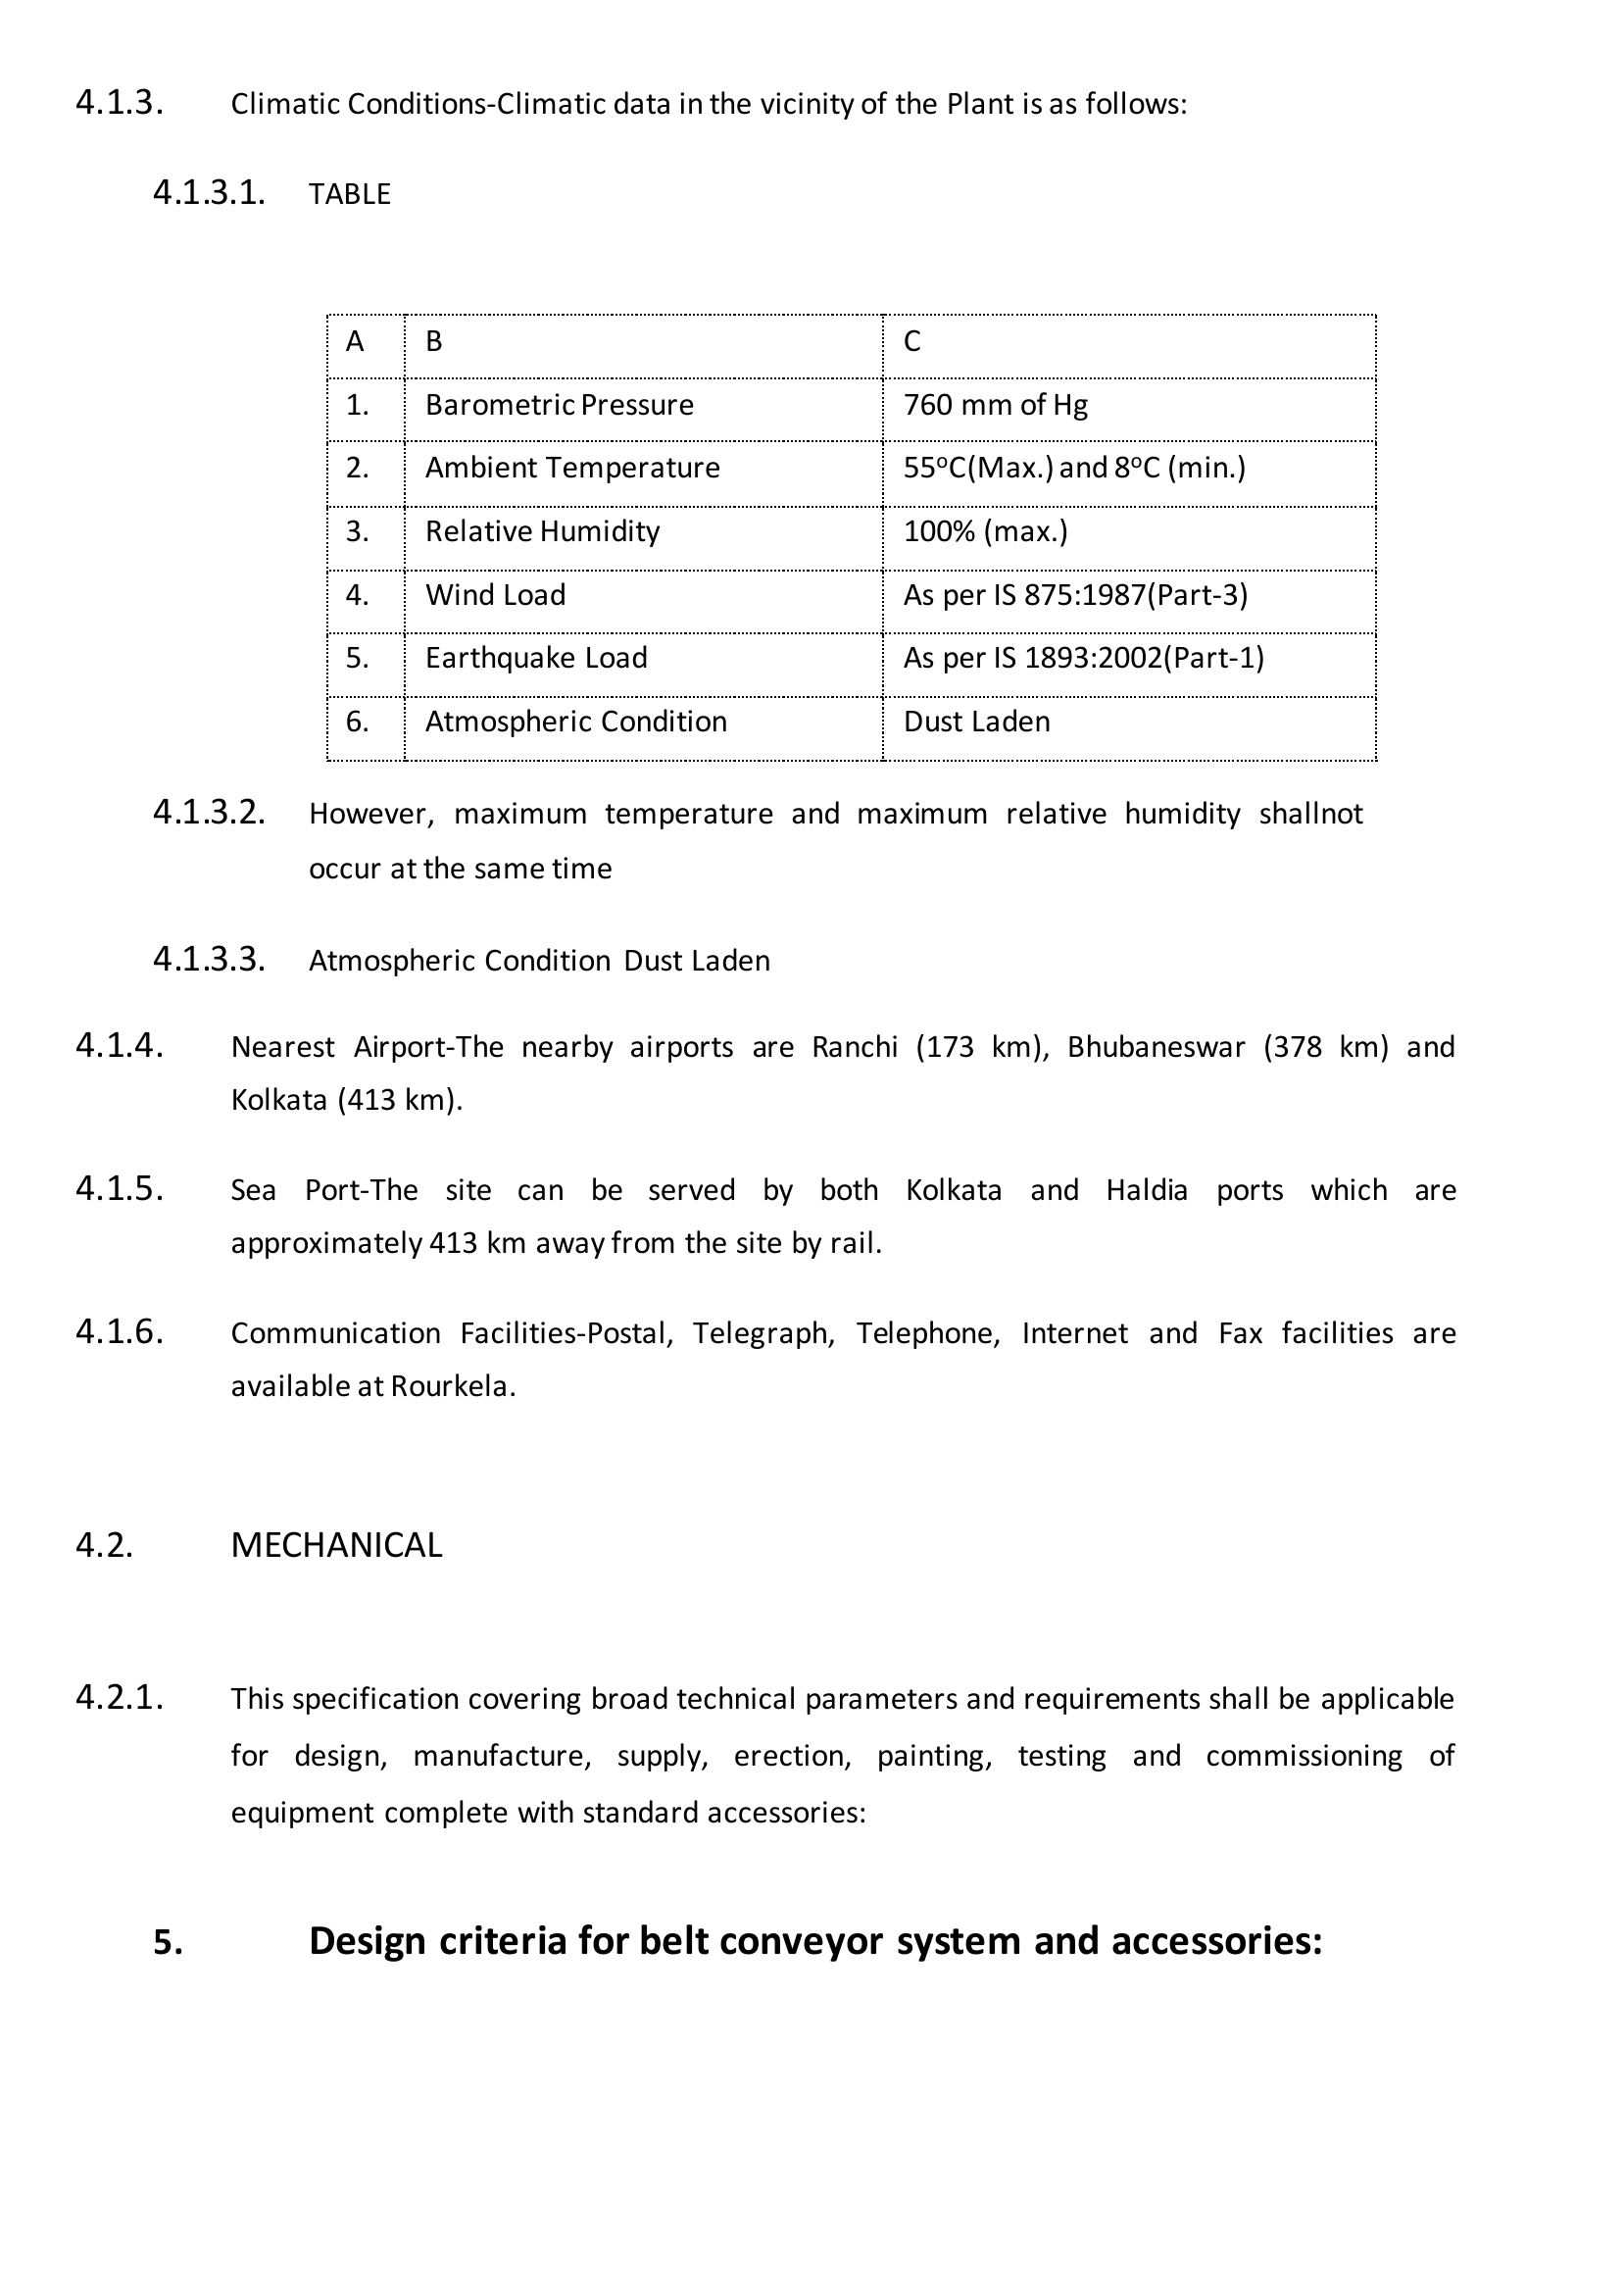 4.1.3. Climatic Conditions-Climatic data in the vicinity of the Plant is as follows:
4.1.3.1. TABLE
A B C
1. Barometric Pressure 760 mm of Hg
2. Ambient Temperature 55ºC(Max.) and 8ºC (min.)
3. Relative Humidity 100% (max.)
4. Wind Load As per IS 875:1987(Part-3)
5. Earthquake Load As per IS 1893:2002(Part-1)
6. Atmospheric Condition Dust Laden
4.1.3.2. However, maximum temperature and maximum relative humidity shallnot
occur at the same time
4.1.3.3. Atmospheric Condition Dust Laden
4.1.4. Nearest Airport-The nearby airports are Ranchi (173 km), Bhubaneswar (378 km) and
Kolkata (413 km).
4.1.5. Sea Port-The site can be served by both Kolkata and Haldia ports which are
approximately 413 km away from the site by rail.
4.1.6. Communication Facilities-Postal, Telegraph, Telephone, Internet and Fax facilities are
available at Rourkela.
4.2. MECHANICAL
4.2.1. This specification covering broad technical parameters and requirements shall be applicable
for design, manufacture, supply, erection, painting, testing and commissioning of
equipment complete with standard accessories:
5. Design criteria for belt conveyor system and accessories: